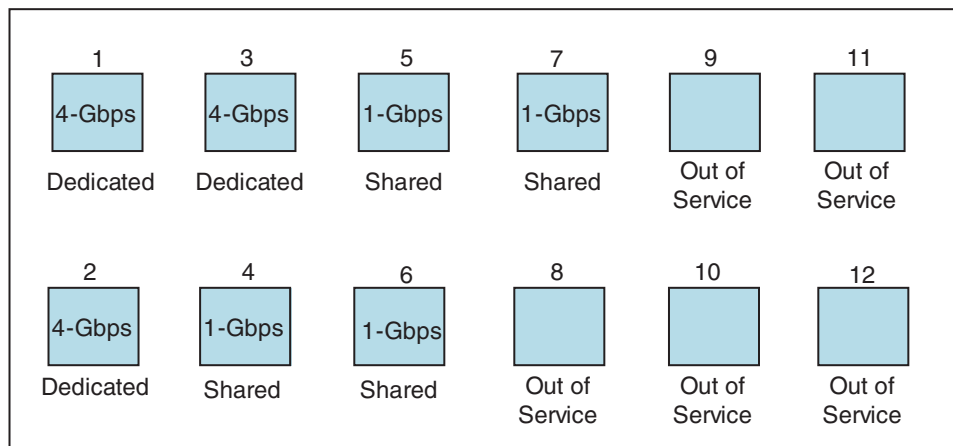 1 3 5 7 9 11
4-Gbps 4-Gbps 1-Gbps 1-Gbps
Dedicated Dedicated Shared Shared Out of Out of
Service Service
2 4 6 8 10 12
4-Gbps 1-Gbps 1-Gbps
Dedicated Shared Shared Out of Out of Out of
Service Service Service